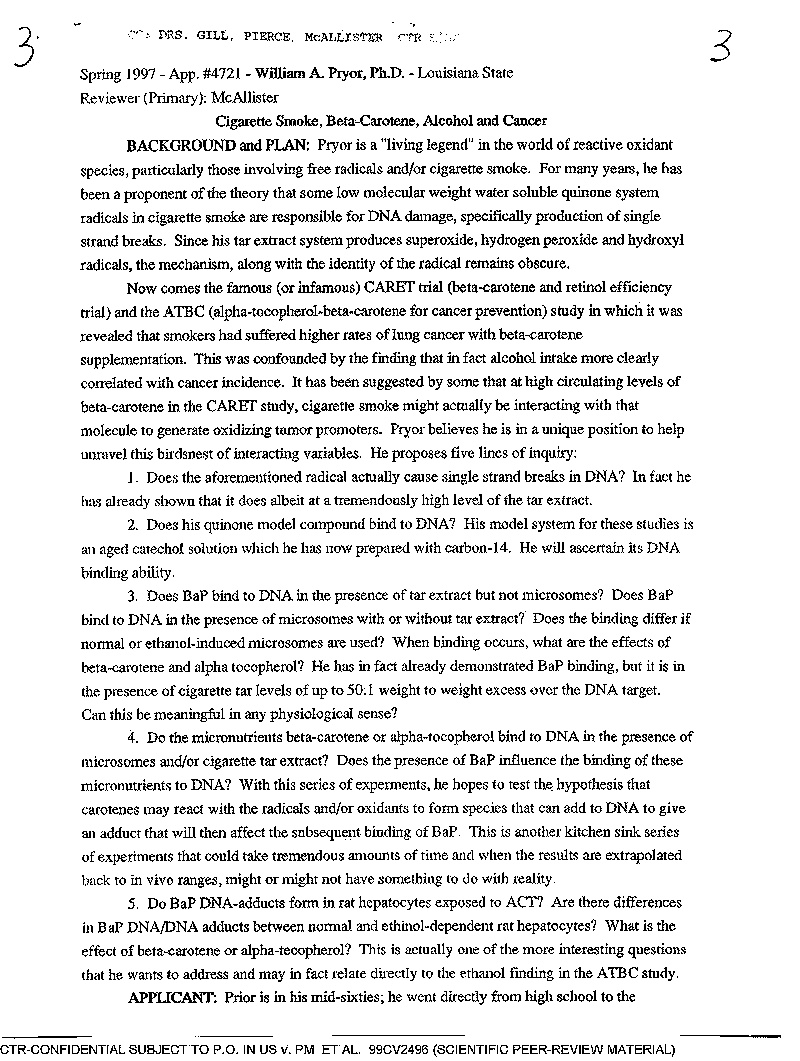 3
3
CC: DRS. GILL, PIERCE, McALLISTER CTR
Spring 1997 - App. #4721 - William A. Pryor, Ph.D. - Louisiana State
Reviewer (Primary): McAllister
Cigarette Smoke, Beta-Carotene, Alcohol and Cancer
BACKGROUND and PLAN: Pryor is a "living legend" in the world of reactive oxidant
species, particularly those involving free radicals and/or cigarette smoke. For many years, he has
been a proponent of the theory that some low molecular weight water soluble quinone system
radicals in cigarette smoke are responsible for DNA damage, specifically production of single
strand breaks. Since his tar extract system produces superoxide, hydrogen peroxide and hydroxyl
radicals, the mechanism, along with the identity of the radical remains obscure.
Now comes the famous (or infamous) CARET trial (beta-carotene and retinol efficiency
trial) and the ATBC (alpha-tocopherol-beta-carotene for cancer prevention) study in which it was
revealed that smokers had suffered higher rates of lung cancer with beta-carotene
supplementation. This was confounded by the finding that in fact alcohol intake more clearly
correlated with cancer incidence. It has been suggested by some that at high circulating levels of
beta-carotene in the CARET study, cigarette smoke might actually be interacting with that
molecule to generate oxidizing tumor promoters. Pryor believes he is in a unique position to help
unravel this birdsnest of interacting variables. He proposes five lines of inquiry:
1. Does the aforementioned radical actually cause single strand breaks in DNA? In fact he
has already shown that it does albeit at a tremendously high level of the tar extract.
2. Does his quinone model compound bind to DNA? His model system for these studies is
an aged catechol solution which he has now prepared with carbon-14. He will ascertain its DNA
binding ability.
3. Does BaP bind to DNA in the presence of tar extract but not microsomes? Does BaP
bind to DNA in the presence of microsomes with or without tar extract? Does the binding differ if
normal or ethanol-induced microsomes are used? When binding occurs, what are the effects of
beta-carotene and alpha tocopherol? He has in fact already demonstrated BaP binding, but it is in
the presence of cigarette tar levels of up to 50:1 weight to weight excess over the DNA target.
Can this be meaningful in any physiological sense?
4. Do the micronutrients beta-carotene or alpha-tocopherol bind to DNA in the presence of
microsomes and/or cigarette tar extract? Does the presence of BaP influence the binding of these
micronutrients to DNA? With this series of experments, he hopes to test the hypothesis that
carotenes may react with the radicals and/or oxidants to form species that can add to DNA to give
an adduct that will then affect the subsequent binding of BaP. This is another kitchen sink series
of experiments that could take tremendous amounts of time and when the results are extrapolated
back to in vivo ranges, might or might not have something to do with reality.
5. Do BaP DNA-adducts form in rat hepatocytes exposed to ACT? Are there differences
in BaP DNA/DNA adducts between normal and ethinol-dependent rat hepatocytes? What is the
effect of beta-carotene or alpha-tecopherol? This is actually one of the more interesting questions
that he wants to address and may in fact relate directly to the ethanol finding in the ATBC study.
APPLICANT: Prior is in his mid-sixties; he went directly from high school to the
CTR-CONFIDENTIAL SUBJECT TO P.O. IN US v. PM ET AL. 99CV2496 (SCIENTIFIC PEER-REVIEW MATERIAL)